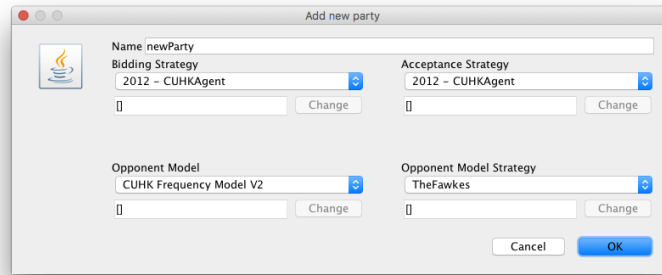 Add new party
Name newParty
Bidding Strategy
Acceptance Strategy
2012 - CUHKAgent
2012 - CUHKAgent
[]
Change
[]
Change
Opponent Model
Opponent Model Strategy
CUHK Frequency Model V2
TheFawkes
[]
Change
[]
Change
Cancel
OK